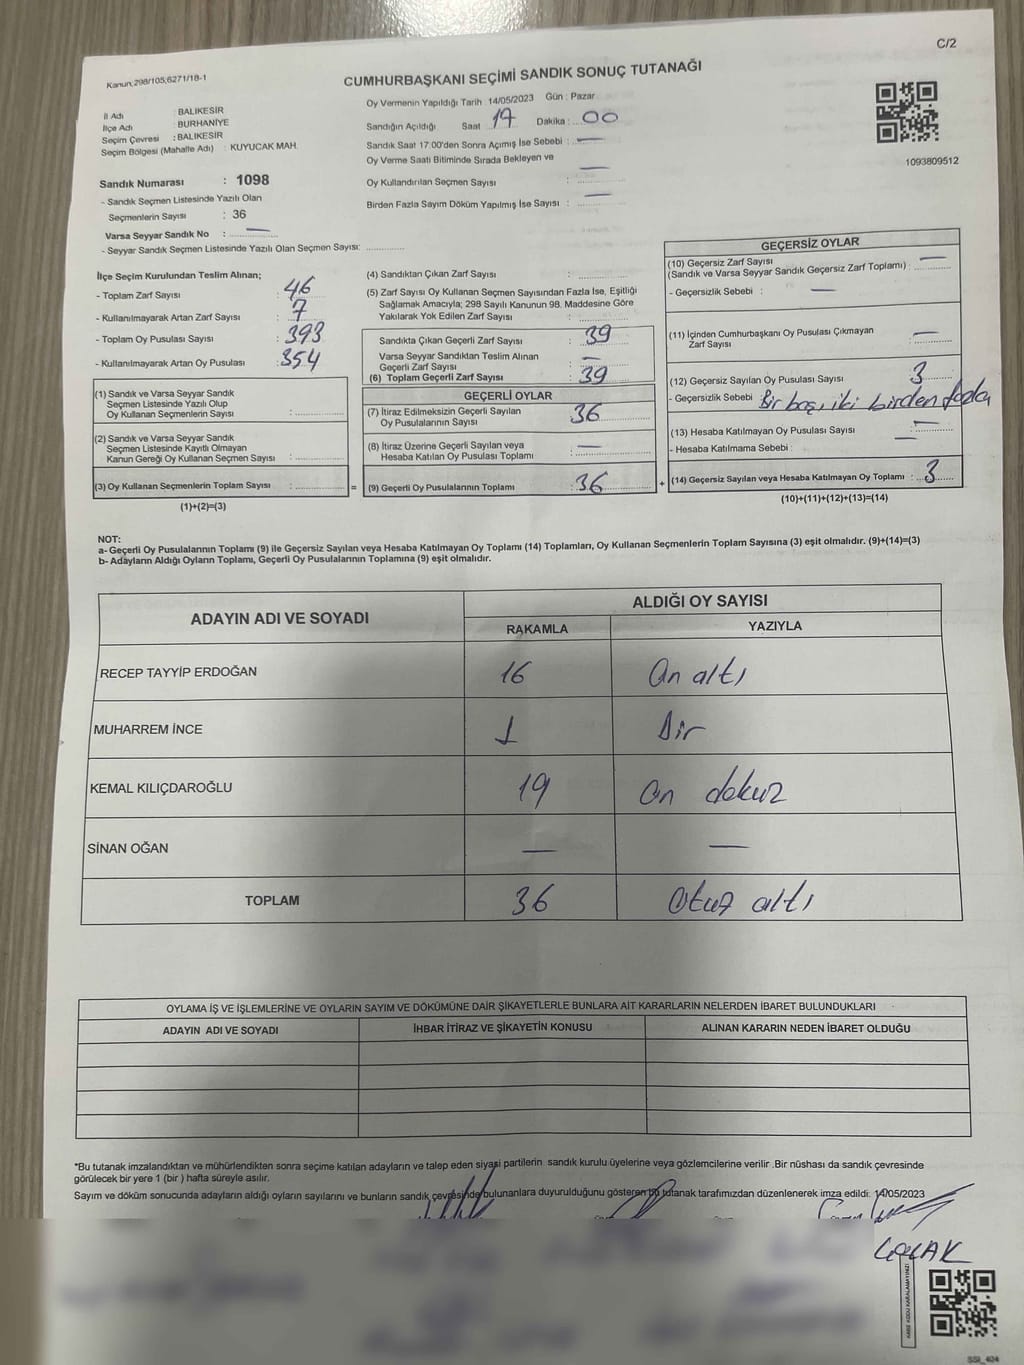 C/2
Kanun;298/105;6271/18-1
CUMHURBAŞKANI SEÇİMİ SANDIK SONUÇ TUTANAĞI
İl Adı : BALIKESİR
İlçe Adı : BURHANİYE
Seçim Çevresi : BALIKESİR
Seçim Bölgesi (Mahalle Adı) : KUYUCAK MAH.
Oy Vermenin Yapıldığı Tarih :14/05/2023 Gün : Pazar
Sandığın Açıldığı Saat 17 Dakika : 00
Sandık Saat 17:00'den Sonra Açımış İse Sebebi : —
Oy Verme Saati Bitiminde Sırada Bekleyen ve
Oy Kullandırılan Seçmen Sayısı : —
Birden Fazla Sayım Döküm Yapılmış İse Sayısı : —
1093809512
Sandık Numarası : 1098
- Sandık Seçmen Listesinde Yazılı Olan
Seçmenlerin Sayısı : 36
Varsa Seyyar Sandık No : —
- Seyyar Sandık Seçmen Listesinde Yazılı Olan Seçmen Sayısı:
İlçe Seçim Kurulundan Teslim Alınan;
- Toplam Zarf Sayısı : 46
- Kullanılmayarak Artan Zarf Sayısı : 7
- Toplam Oy Pusulası Sayısı : 393
- Kullanılmayarak Artan Oy Pusulası : 354
(1) Sandık ve Varsa Seyyar Sandık
Seçmen Listesinde Yazılı Olup
Oy Kullanan Seçmenlerin Sayısı :
(2) Sandık ve Varsa Seyyar Sandık
Seçmen Listesinde Kayıtlı Olmayan
Kanun Gereği Oy Kullanan Seçmen Sayısı :
(3) Oy Kullanan Seçmenlerin Toplam Sayısı : =
(1)+(2)=(3)
(4) Sandıktan Çıkan Zarf Sayısı :
(5) Zarf Sayısı Oy Kullanan Seçmen Sayısından Fazla İse, Eşitliği
Sağlamak Amacıyla; 298 Sayılı Kanunun 98. Maddesine Göre
Yakılarak Yok Edilen Zarf Sayısı :
Sandıkta Çıkan Geçerli Zarf Sayısı : 39
Varsa Seyyar Sandıktan Teslim Alınan
Geçerli Zarf Sayısı : —
(6) Toplam Geçerli Zarf Sayısı : 39
GEÇERLİ OYLAR
(7) İtiraz Edilmeksizin Geçerli Sayılan
Oy Pusulalarının Sayısı : 36
(8) İtiraz Üzerine Geçerli Sayılan veya
Hesaba Katılan Oy Pusulası Toplamı : —
(9) Geçerli Oy Pusulalarının Toplamı : 36 +
GEÇERSİZ OYLAR
(10) Geçersiz Zarf Sayısı
(Sandık ve Varsa Seyyar Sandık Geçersiz Zarf Toplamı) : —
- Geçersizlik Sebebi : —
(11) İçinden Cumhurbaşkanı Oy Pusulası Çıkmayan
Zarf Sayısı : —
(12) Geçersiz Sayılan Oy Pusulası Sayısı : 3
- Geçersizlik Sebebi : Bir boş, iki birden fazla
(13) Hesaba Katılmayan Oy Pusulası Sayısı : —
- Hesaba Katılmama Sebebi : —
(14) Geçersiz Sayılan veya Hesaba Katılmayan Oy Toplamı : 3
(10)+(11)+(12)+(13)=(14)
NOT:
a- Geçerli Oy Pusulalarının Toplamı (9) ile Geçersiz Sayılan veya Hesaba Katılmayan Oy Toplamı (14) Toplamları, Oy Kullanan Seçmenlerin Toplam Sayısına (3) eşit olmalıdır. (9)+(14)=(3)
b- Adayların Aldığı Oyların Toplamı, Geçerli Oy Pusulalarının Toplamına (9) eşit olmalıdır.
ADAYIN ADI VE SOYADI
ALDIĞI OY SAYISI
RAKAMLA YAZIYLA
RECEP TAYYİP ERDOĞAN 16 On altı
MUHARREM İNCE 1 Bir
KEMAL KILIÇDAROĞLU 19 On dokuz
SİNAN OĞAN — —
TOPLAM 36 Otuz altı
OYLAMA İŞ VE İŞLEMLERİNE VE OYLARIN SAYIM VE DÖKÜMÜNE DAİR ŞİKAYETLERLE BUNLARA AİT KARARLARIN NELERDEN İBARET BULUNDUKLARI
ADAYIN ADI VE SOYADI İHBAR İTİRAZ VE ŞİKAYETİN KONUSU ALINAN KARARIN NEDEN İBARET OLDUĞU
*Bu tutanak imzalandıktan ve mühürlendikten sonra seçime katılan adayların ve talep eden siyasi partilerin sandık kurulu üyelerine veya gözlemcilerine verilir .Bir nüshası da sandık çevresinde
görülecek bir yere 1 (bir ) hafta süreyle asılır.
Sayım ve döküm sonucunda adayların aldığı oyların sayılarını ve bunların sandık çevresinde bulunanlara duyurulduğunu gösteren bu tutanak tarafımızdan düzenlenerek imza edildi. 14/05/2023
KARE KODU KARALAMAYINIZ!
SSI_404